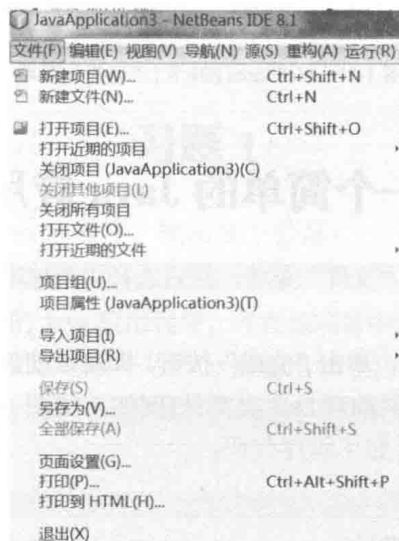 JavaApplication3 - NetBeans IDE 8.1
文件(F) 编辑(E) 视图(V) 导航(N) 源(S) 重构(A) 运行(R)
新建项目(W)... Ctrl+Shift+N
新建文件(N)... Ctrl+N
打开项目(E)... Ctrl+Shift+O
打开近期的项目
关闭项目 (JavaApplication3)(C)
关闭其他项目(L)
关闭所有项目
打开文件(O)...
打开近期的文件
项目组(U)...
项目属性 (JavaApplication3)(T)
导入项目(I)
导出项目(R)
保存(S) Ctrl+S
另存为(V)...
全部保存(A) Ctrl+Shift+S
页面设置(G)...
打印(P)... Ctrl+Alt+Shift+P
打印到 HTML(H)...
退出(X)